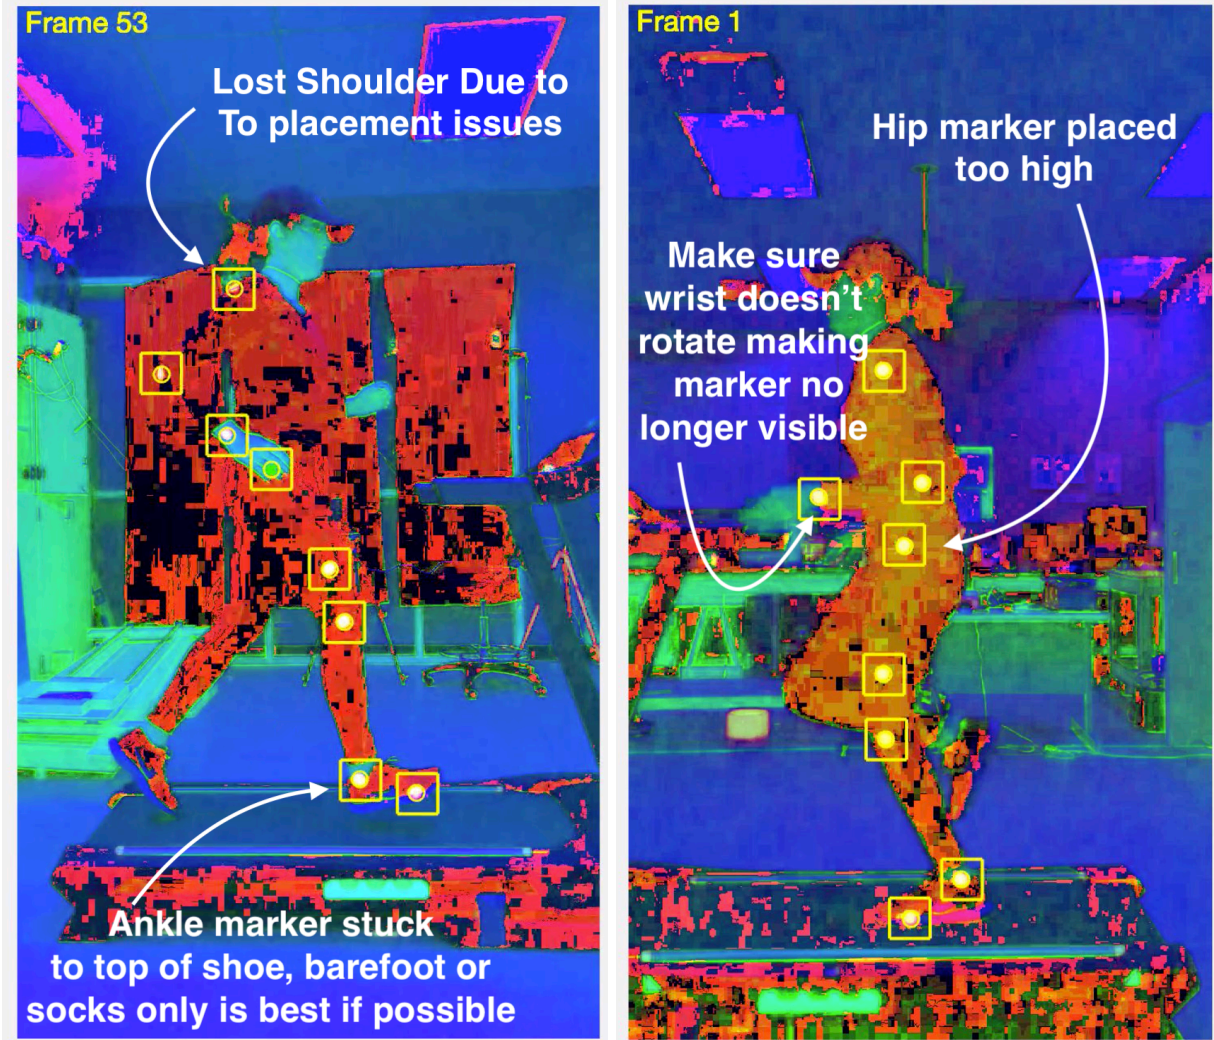 Frame 53
Lost Shoulder Due to
To placement issues
Ankle marker stuck
to top of shoe, barefoot or
socks only is best if possible
Frame 1
Hip marker placed
too high
Make sure
wrist doesn't
rotate making
marker no
longer visible